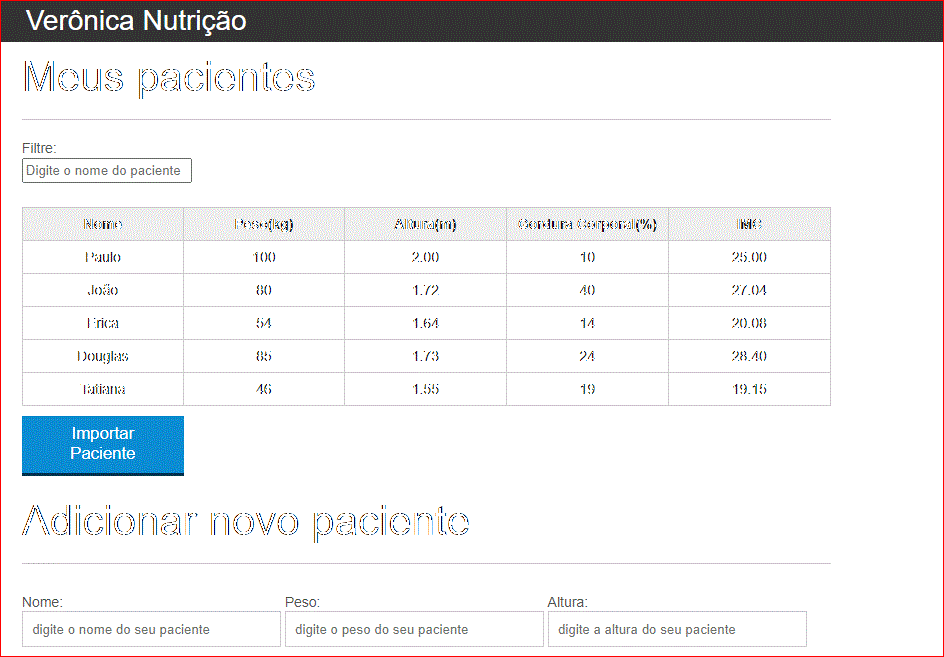 Verônica Nutrição
Meus pacientes
Filtre:
Digite o nome do paciente
Nome Peso(kg) Altura(m) Gordura Corporal(%) IMC
Paulo 100 2.00 10 25.00
João 80 1.72 40 27.04
Erica 54 1.64 14 20.08
Douglas 85 1.73 24 28.40
Tatiana 46 1.55 19 19.15
Importar
Paciente
Adicionar novo paciente
Nome: Peso: Altura:
digite o nome do seu paciente digite o peso do seu paciente digite a altura do seu paciente